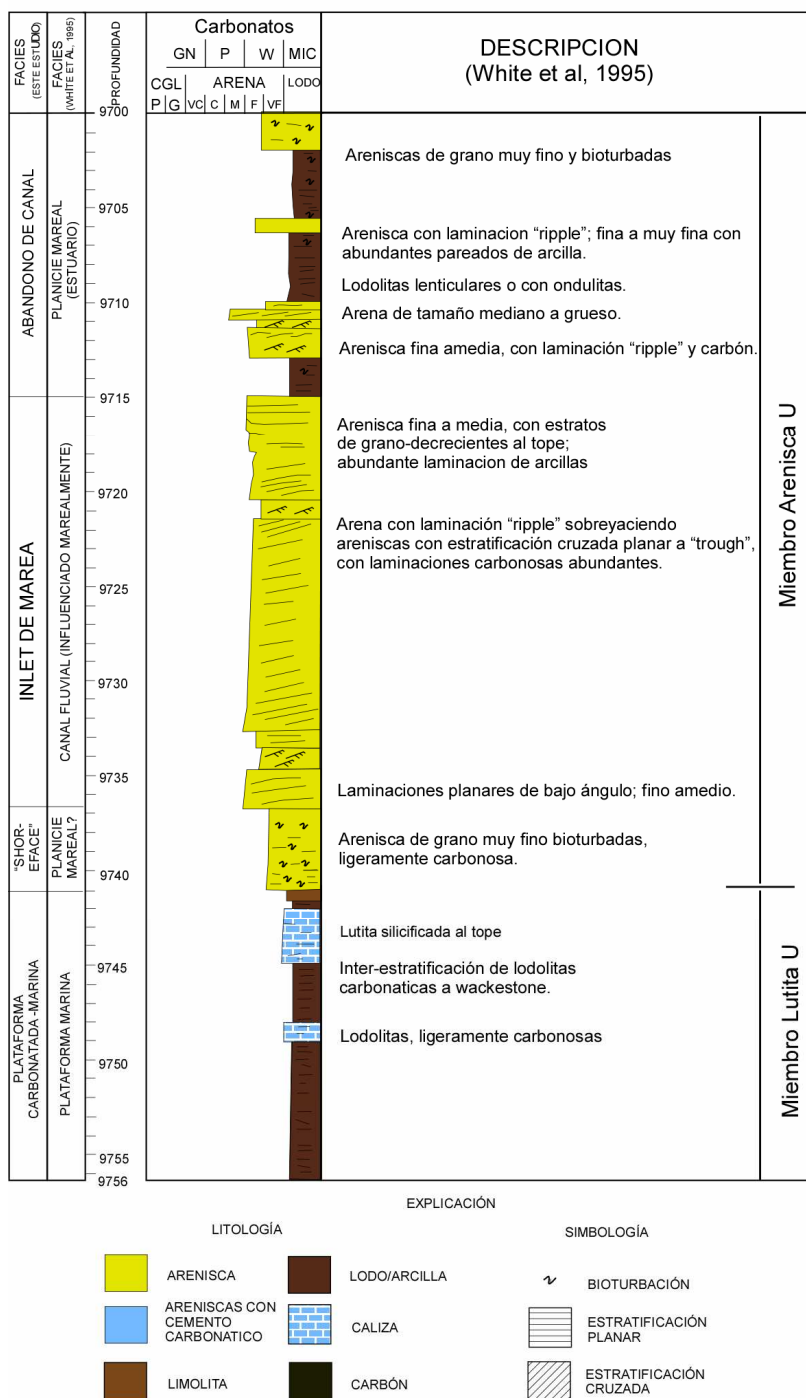 FACIES
(ESTE ESTUDIO)
FACIES
(WHITE ET AL, 1995)
PROFUNDIDAD
Carbonatos
GN P W MIC
CGL ARENA LODO
P G VC C M F VF
DESCRIPCION
(White et al, 1995)
9700
9705
9710
9715
9720
9725
9730
9735
9740
9745
9750
9755
9756
ABANDONO DE CANAL
INLET DE MAREA
“SHOR-
EFACE”
PLATAFORMA
CARBONATADA -MARINA
PLANICIE MAREAL
(ESTUARIO)
CANAL FLUVIAL (INFLUENCIADO MAREALMENTE)
PLANICIE
MAREAL?
PLATAFORMA MARINA
Areniscas de grano muy fino y bioturbadas
Arenisca con laminacion “ripple”; fina a muy fina con
abundantes pareados de arcilla.
Lodolitas lenticulares o con ondulitas.
Arena de tamaño mediano a grueso.
Arenisca fina amedia, con laminación “ripple” y carbón.
Arenisca fina a media, con estratos
de grano-decrecientes al tope;
abundante laminacion de arcillas
Arena con laminación “ripple” sobreyaciendo
areniscas con estratificación cruzada planar a “trough”,
con laminaciones carbonosas abundantes.
Laminaciones planares de bajo ángulo; fino amedio.
Arenisca de grano muy fino bioturbadas,
ligeramente carbonosa.
Lutita silicificada al tope
Inter-estratificación de lodolitas
carbonaticas a wackestone.
Lodolitas, ligeramente carbonosas
Miembro Arenisca U
Miembro Lutita U
EXPLICACIÓN
LITOLOGÍA
SIMBOLOGÍA
ARENISCA
LODO/ARCILLA
BIOTURBACIÓN
ARENISCAS CON
CEMENTO
CARBONATICO
CALIZA
ESTRATIFICACIÓN
PLANAR
LIMOLITA
CARBÓN
ESTRATIFICACIÓN
CRUZADA